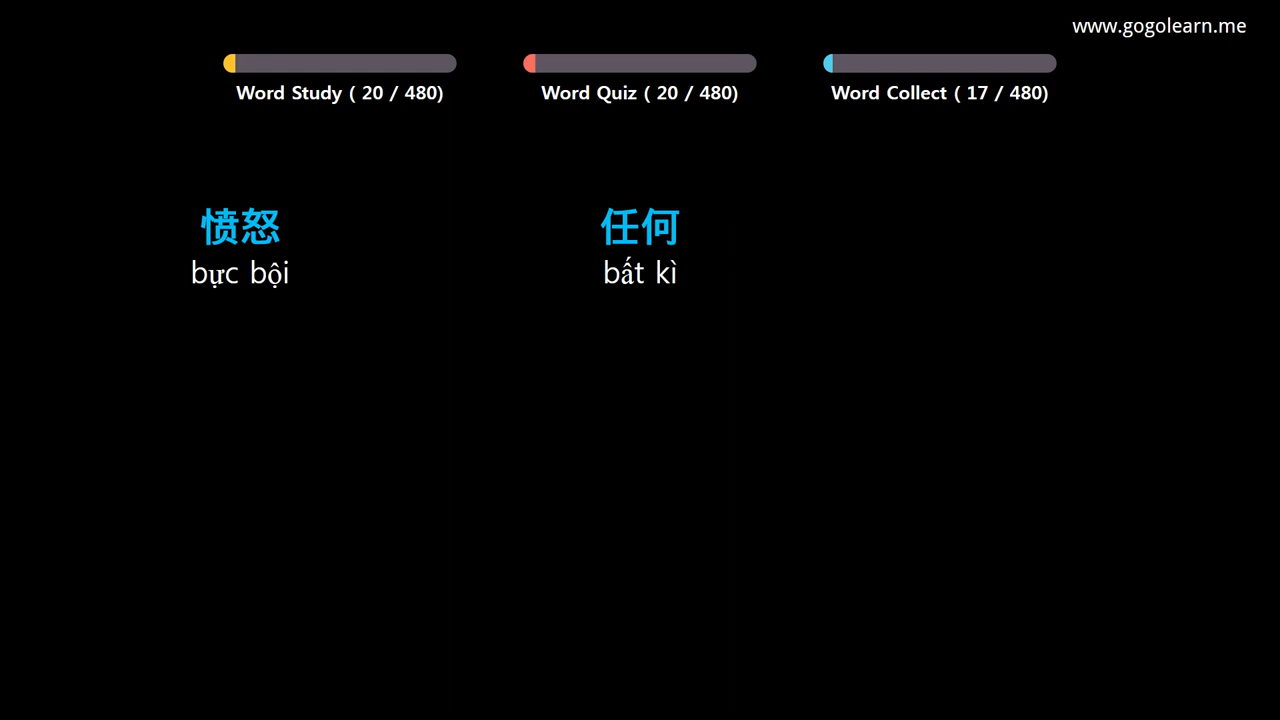 www.gogolearn.me
Word Study ( 20 / 480)
Word Quiz ( 20 / 480)
Word Collect ( 17 / 480)
愤怒
bực bội
任何
bất kì